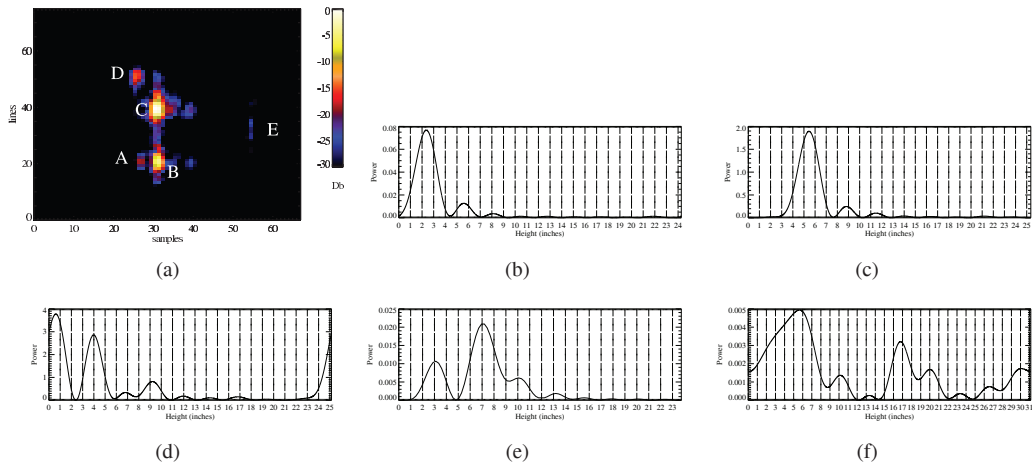 0
-5
-10
-15
-20
-25
-30
Db
60
40
20
0
lines
D
C
A
B
E
0 10 20 30 40 50 60
samples
(a)
0.08
0.06
0.04
0.02
0.00
Power
0 1 2 3 4 5 6 7 8 9 10 11 12 13 14 15 16 17 18 19 20 21 22 23 24
Height (inches)
(b)
2.0
1.5
1.0
0.5
0.0
Power
0 1 2 3 4 5 6 7 8 9 10 11 12 13 14 15 16 17 18 19 20 21 22 23 24 25
Height (inches)
(c)
4
3
2
1
0
Power
0 1 2 3 4 5 6 7 8 9 10 11 12 13 14 15 16 17 18 19 20 21 22 23 24 25
Height (inches)
(d)
0.025
0.020
0.015
0.010
0.005
0.000
Power
0 1 2 3 4 5 6 7 8 9 10 11 12 13 14 15 16 17 18 19 20 21 22 23
Height (inches)
(e)
0.005
0.004
0.003
0.002
0.001
0.000
Power
0 1 2 3 4 5 6 7 8 9 10 11 12 13 14 15 16 17 18 19 20 21 22 23 24 25 26 27 28 29 30 31
Height (inches)
(f)